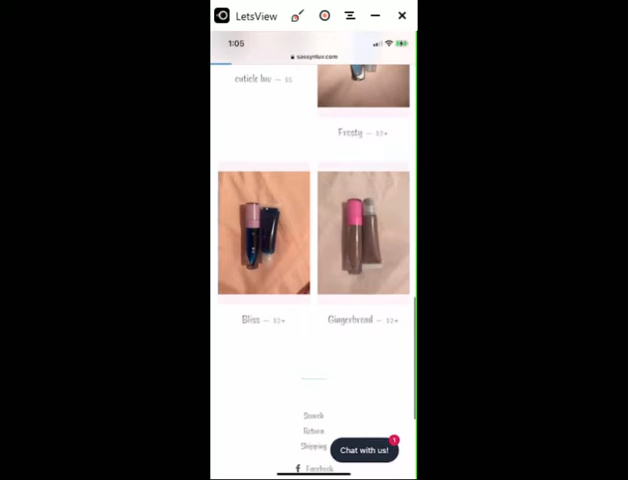 LetsView
1:05
sassynlux.com
cuticle luv — $5
Frosty — $2+
Bliss — $2+
Gingerbread — $2+
Search
Return
Shipping
Chat with us!
1
Facebook